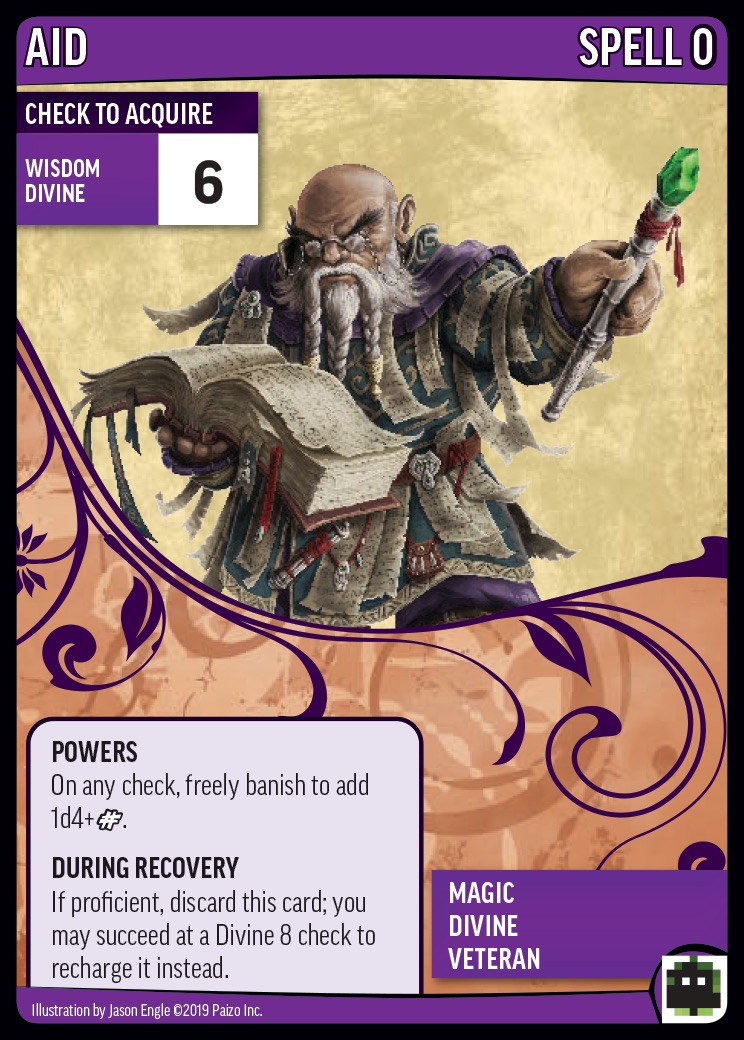 AID
SPELL 0
CHECK TO ACQUIRE
WISDOM
DIVINE
6
POWERS
On any check, freely banish to add
1d4+#.
DURING RECOVERY
If proficient, discard this card; you
may succeed at a Divine 8 check to
recharge it instead.
MAGIC
DIVINE
VETERAN
Illustration by Jason Engle ©2019 Paizo Inc.